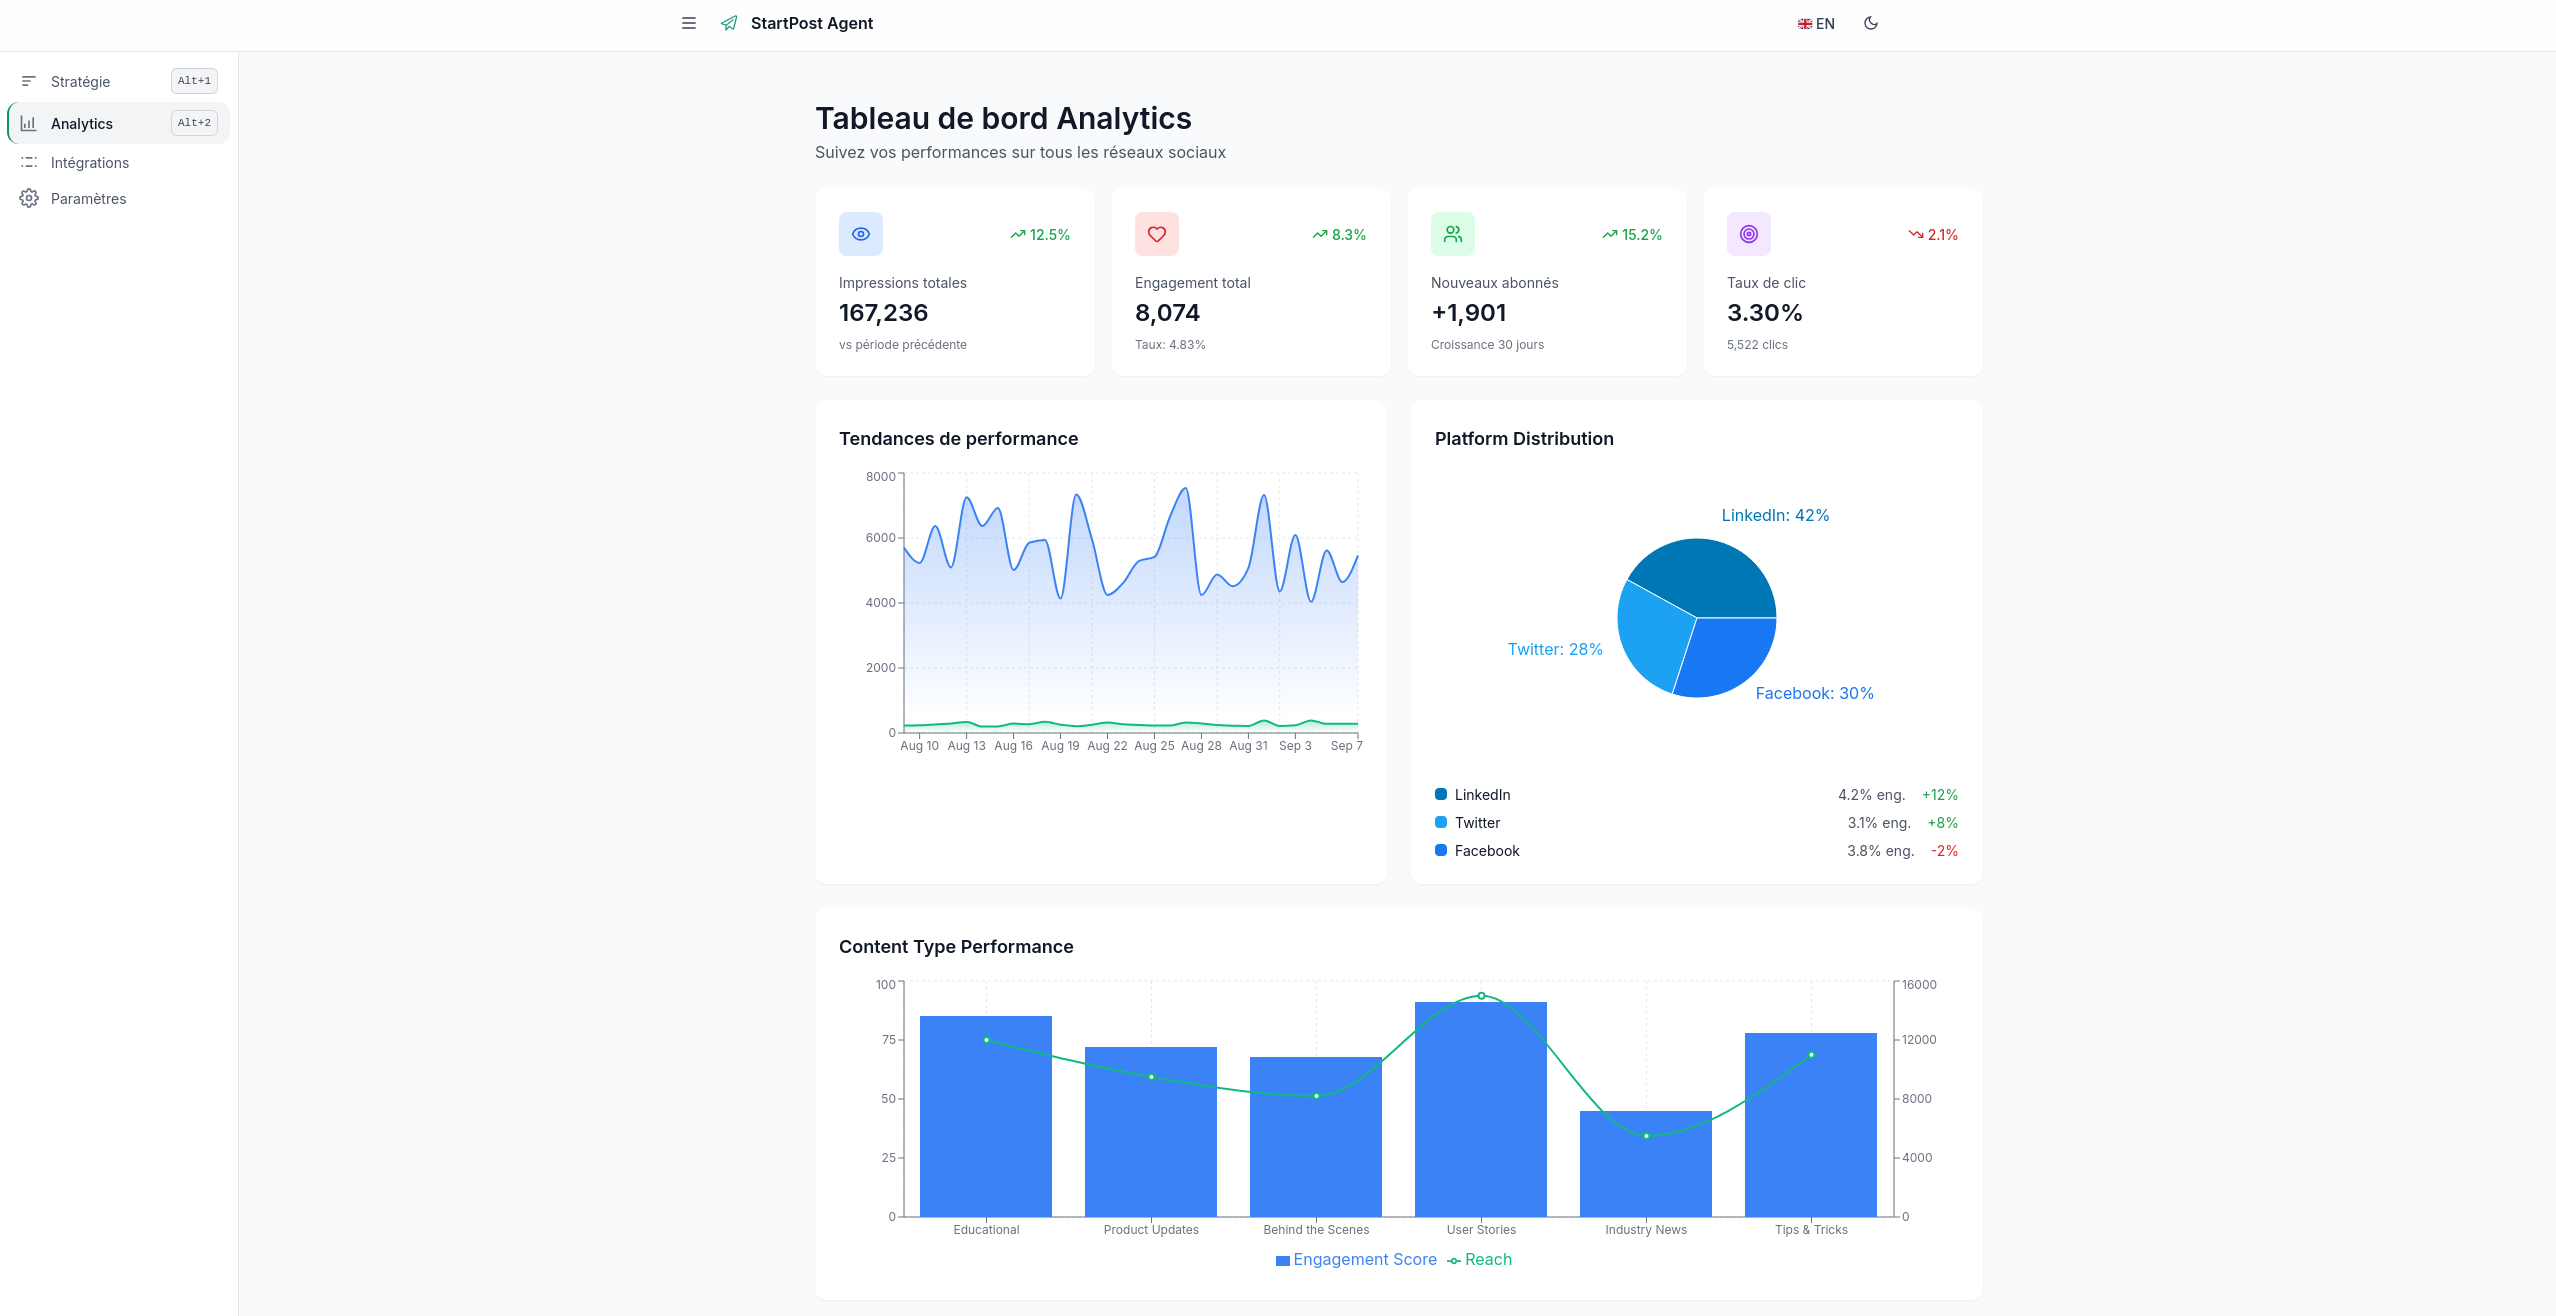 StartPost Agent
EN
Stratégie Alt+1
Analytics Alt+2
Intégrations
Paramètres
Tableau de bord Analytics
Suivez vos performances sur tous les réseaux sociaux
12.5%
Impressions totales
167,236
vs période précédente
8.3%
Engagement total
8,074
Taux: 4.83%
15.2%
Nouveaux abonnés
+1,901
Croissance 30 jours
2.1%
Taux de clic
3.30%
5,522 clics
Tendances de performance
8000
6000
4000
2000
0
Aug 10 Aug 13 Aug 16 Aug 19 Aug 22 Aug 25 Aug 28 Aug 31 Sep 3 Sep 7
Platform Distribution
LinkedIn: 42%
Twitter: 28%
Facebook: 30%
LinkedIn 4.2% eng. +12%
Twitter 3.1% eng. +8%
Facebook 3.8% eng. -2%
Content Type Performance
100 16000
75 12000
50 8000
25 4000
0 0
Educational Product Updates Behind the Scenes User Stories Industry News Tips & Tricks
Engagement Score Reach